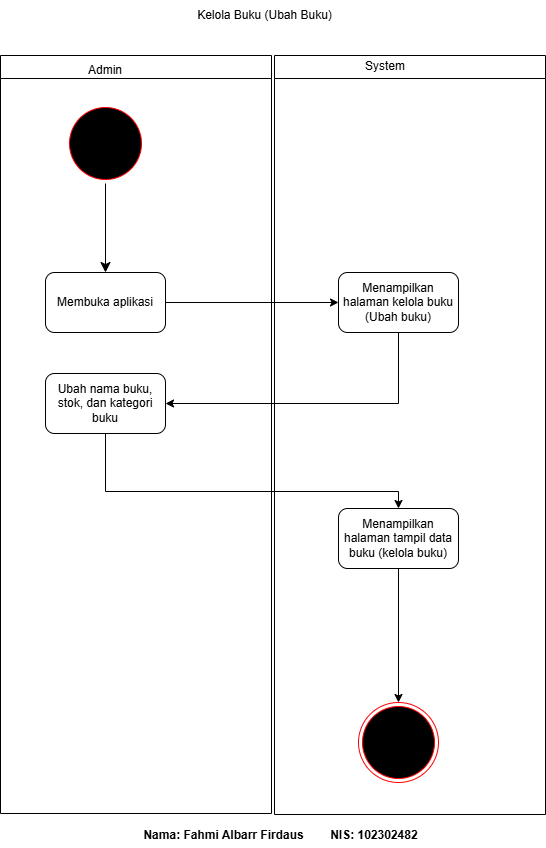 Kelola Buku (Ubah Buku)
Admin
System
Membuka aplikasi
Menampilkan
halaman kelola buku
(Ubah buku)
Ubah nama buku,
stok, dan kategori
buku
Menampilkan
halaman tampil data
buku (kelola buku)
Nama: Fahmi Albarr Firdaus NIS: 102302482